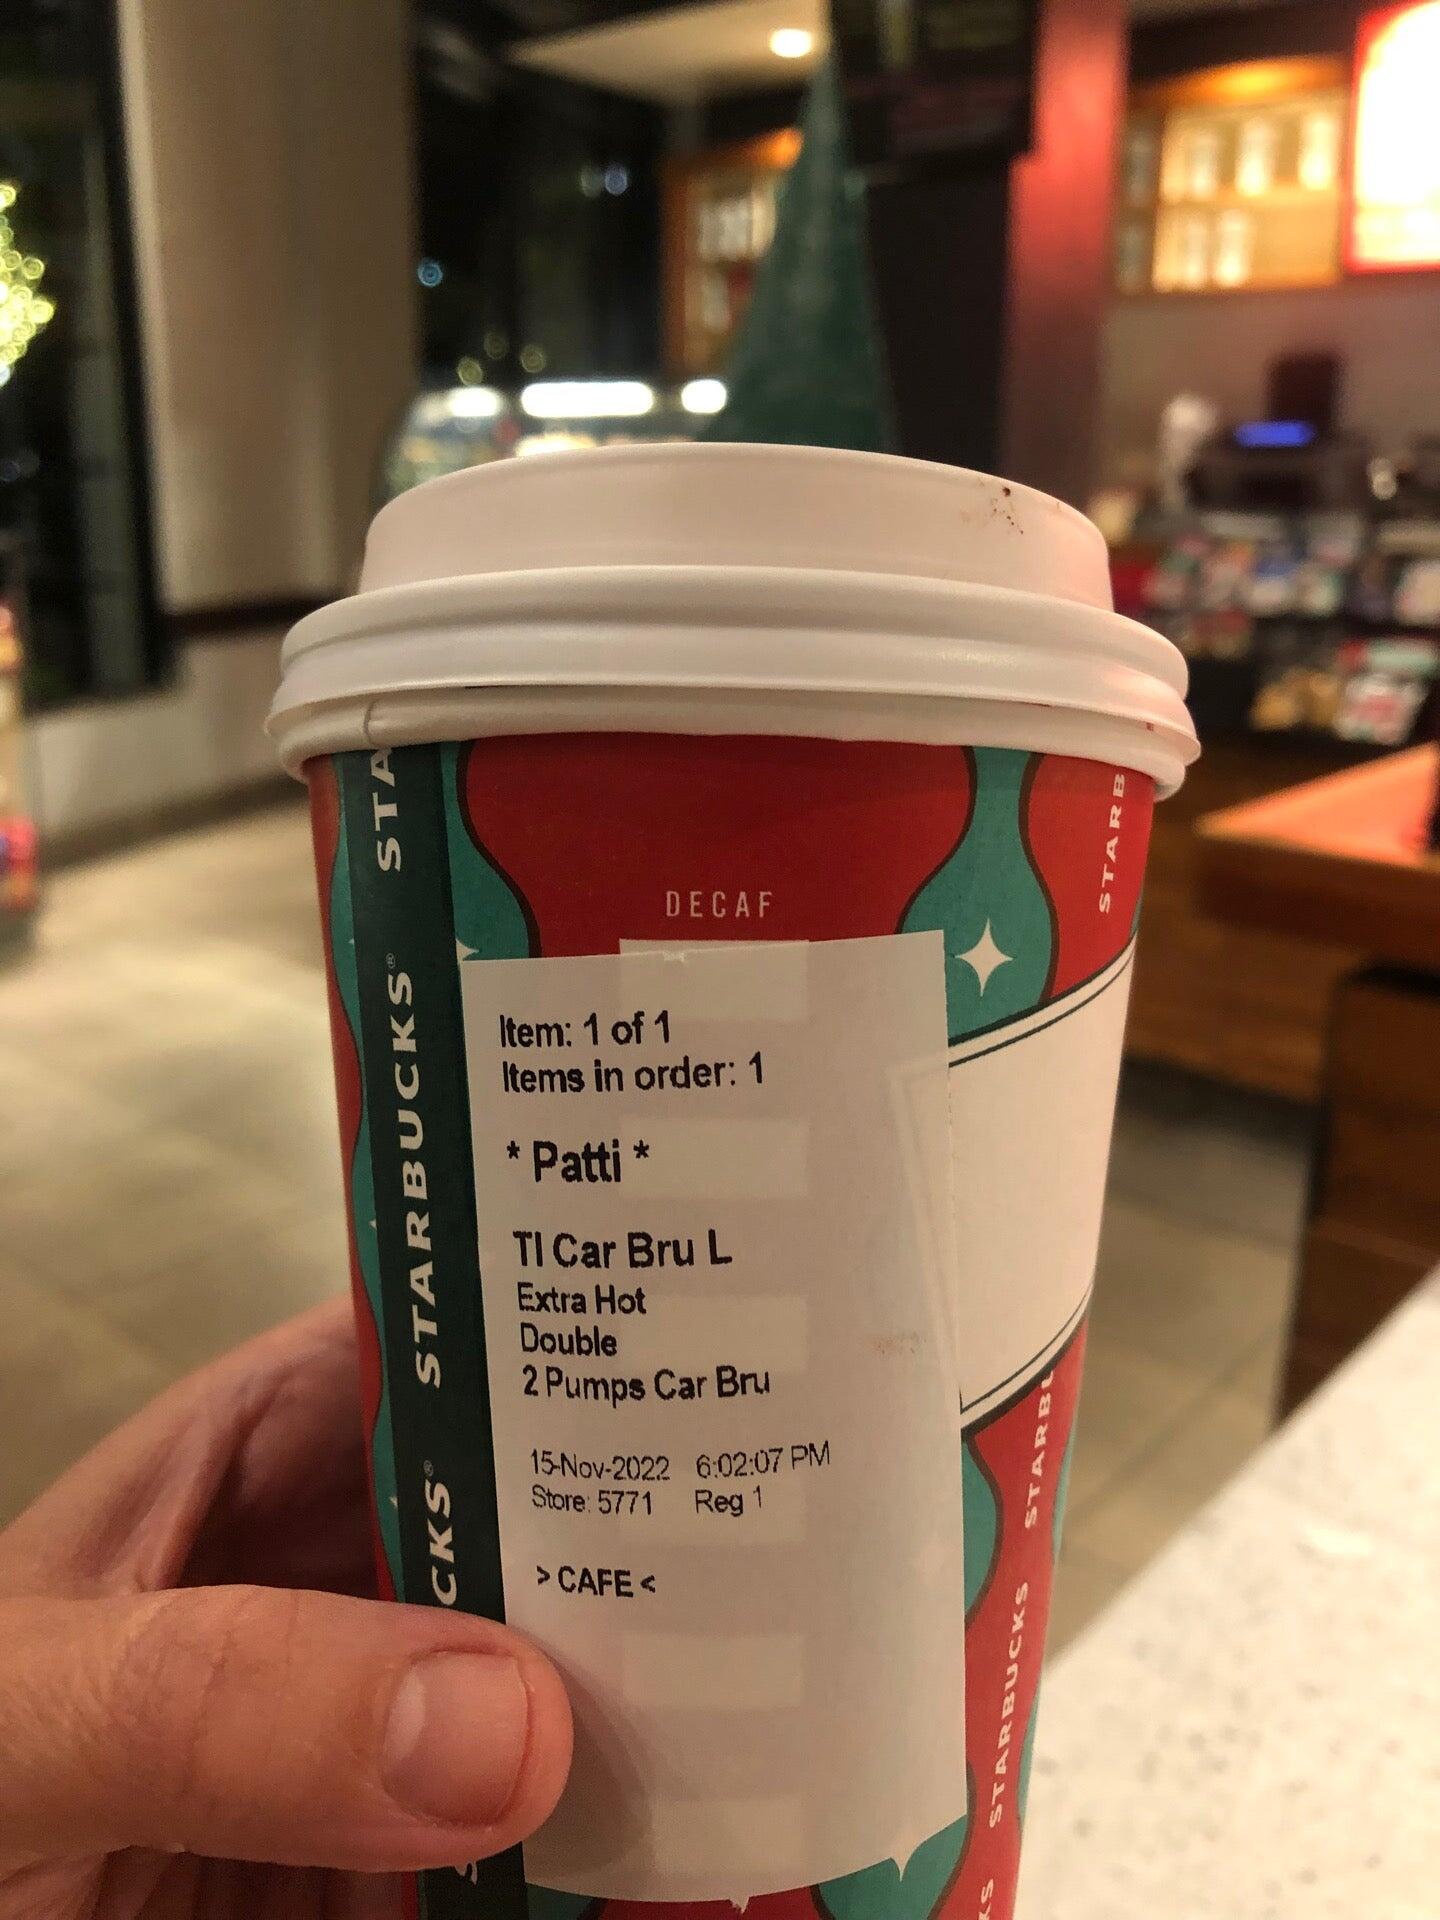 DECAF
Item: 1 of 1
Items in order: 1
* Patti *
Tl Car Bru L
Extra Hot
Double
2 Pumps Car Bru
15-Nov-2022 6:02:07 PM
Store: 5771 Reg 1
> CAFE <
STARBUCKS®
STARBUCKS